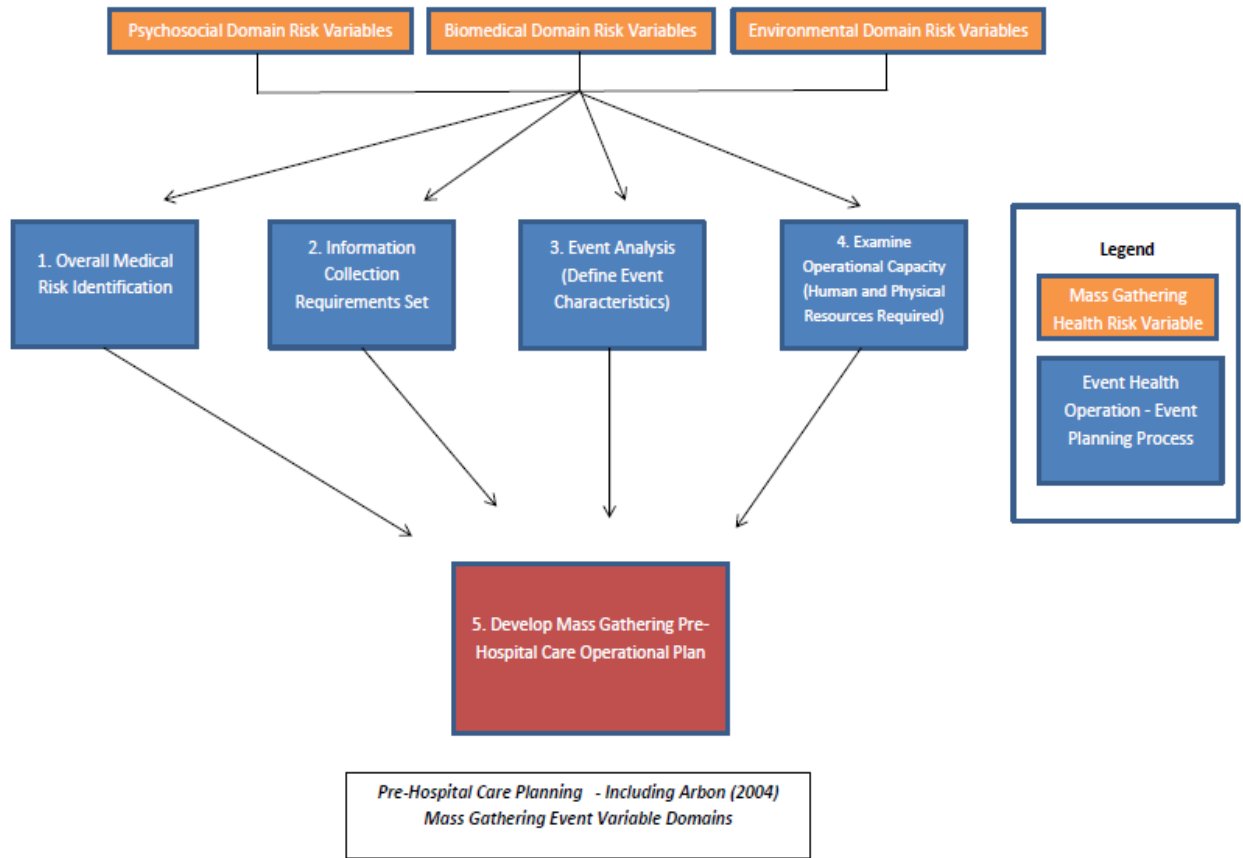 Psychosocial Domain Risk Variables
Biomedical Domain Risk Variables
Environmental Domain Risk Variables
1. Overall Medical
Risk Identification
2. Information
Collection
Requirements Set
3. Event Analysis
(Define Event
Characteristics)
4. Examine
Operational Capacity
(Human and Physical
Resources Required)
Legend
Mass Gathering
Health Risk Variable
Event Health
Operation - Event
Planning Process
5. Develop Mass Gathering Pre-
Hospital Care Operational Plan
Pre-Hospital Care Planning - Including Arbon (2004)
Mass Gathering Event Variable Domains